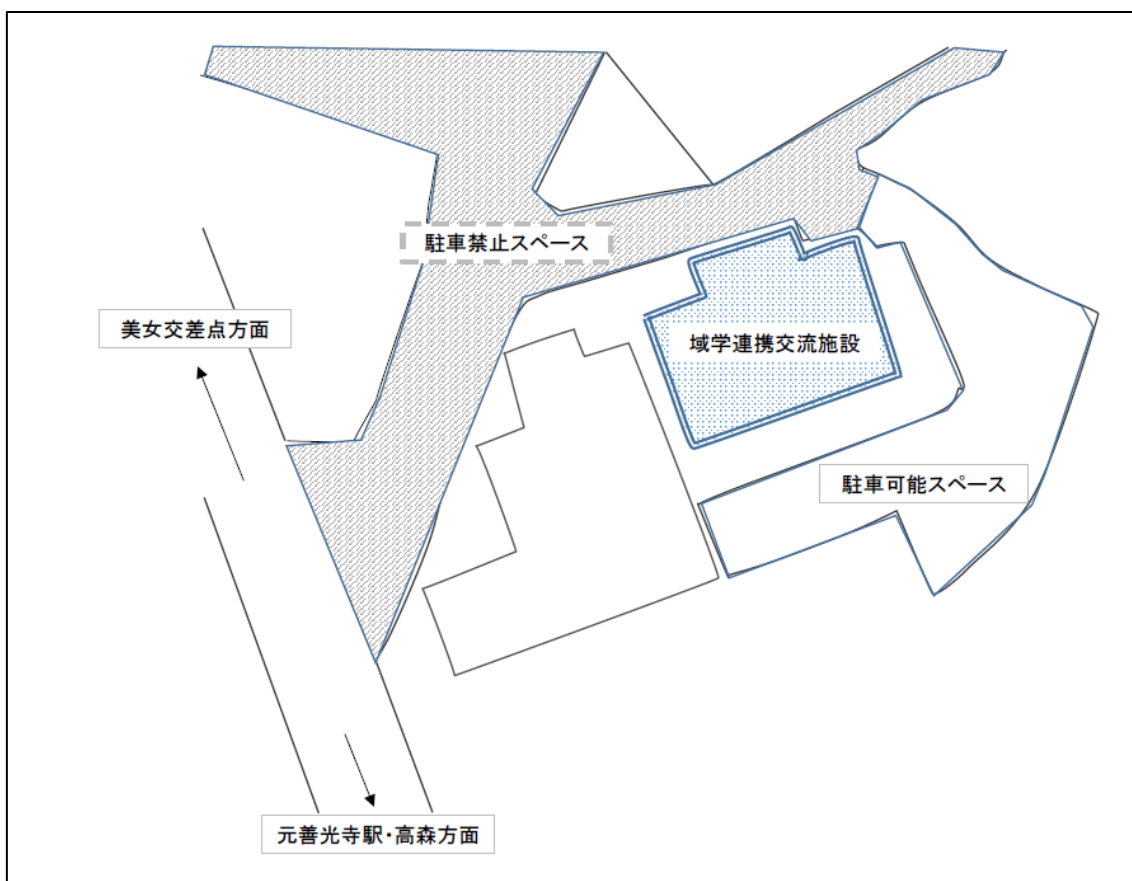 駐車禁止スペース
美女交差点方面
域学連携交流施設
駐車可能スペース
元善光寺駅・高森方面